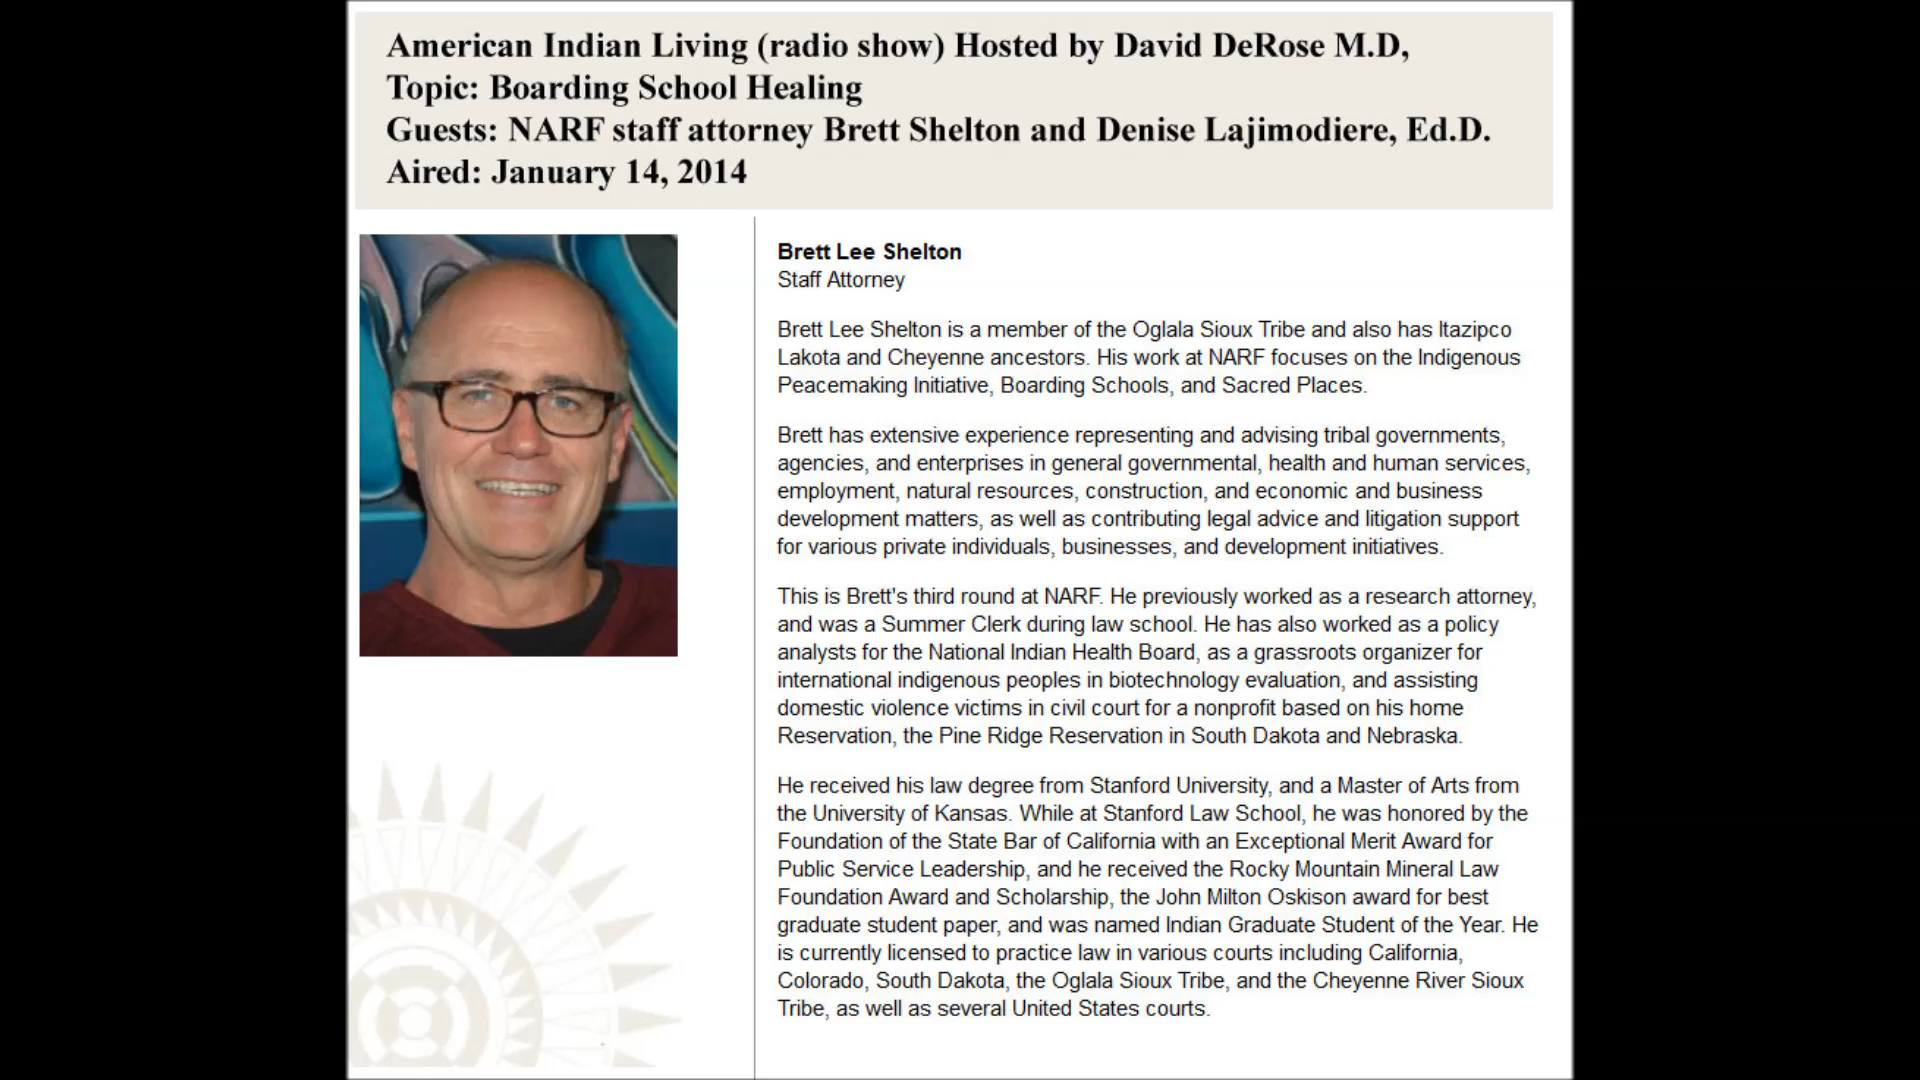 American Indian Living (radio show) Hosted by David DeRose M.D,
Topic: Boarding School Healing
Guests: NARF staff attorney Brett Shelton and Denise Lajimodiere, Ed.D.
Aired: January 14, 2014
Brett Lee Shelton
Staff Attorney
Brett Lee Shelton is a member of the Oglala Sioux Tribe and also has Itazipco
Lakota and Cheyenne ancestors. His work at NARF focuses on the Indigenous
Peacemaking Initiative, Boarding Schools, and Sacred Places.
Brett has extensive experience representing and advising tribal governments,
agencies, and enterprises in general governmental, health and human services,
employment, natural resources, construction, and economic and business
development matters, as well as contributing legal advice and litigation support
for various private individuals, businesses, and development initiatives.
This is Brett's third round at NARF. He previously worked as a research attorney,
and was a Summer Clerk during law school. He has also worked as a policy
analysts for the National Indian Health Board, as a grassroots organizer for
international indigenous peoples in biotechnology evaluation, and assisting
domestic violence victims in civil court for a nonprofit based on his home
Reservation, the Pine Ridge Reservation in South Dakota and Nebraska.
He received his law degree from Stanford University, and a Master of Arts from
the University of Kansas. While at Stanford Law School, he was honored by the
Foundation of the State Bar of California with an Exceptional Merit Award for
Public Service Leadership, and he received the Rocky Mountain Mineral Law
Foundation Award and Scholarship, the John Milton Oskison award for best
graduate student paper, and was named Indian Graduate Student of the Year. He
is currently licensed to practice law in various courts including California,
Colorado, South Dakota, the Oglala Sioux Tribe, and the Cheyenne River Sioux
Tribe, as well as several United States courts.